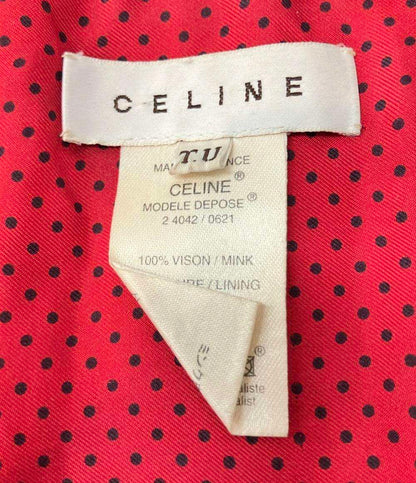 CELINE
T.U
CELINE®
MODELE DEPOSE®
2 4042 / 0621
100% VISON / MINK
/ LINING